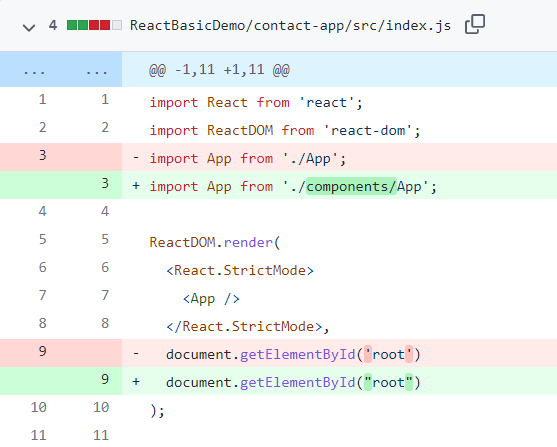 4 ReactBasicDemo/contact-app/src/index.js
... ... @@ -1,11 +1,11 @@
1 1 import React from 'react';
2 2 import ReactDOM from 'react-dom';
3 - import App from './App';
3 + import App from './components/App';
4 4
5 5 ReactDOM.render(
6 6 <React.StrictMode>
7 7 <App />
8 8 </React.StrictMode>,
9 - document.getElementById('root')
9 + document.getElementById("root")
10 10 );
11 11